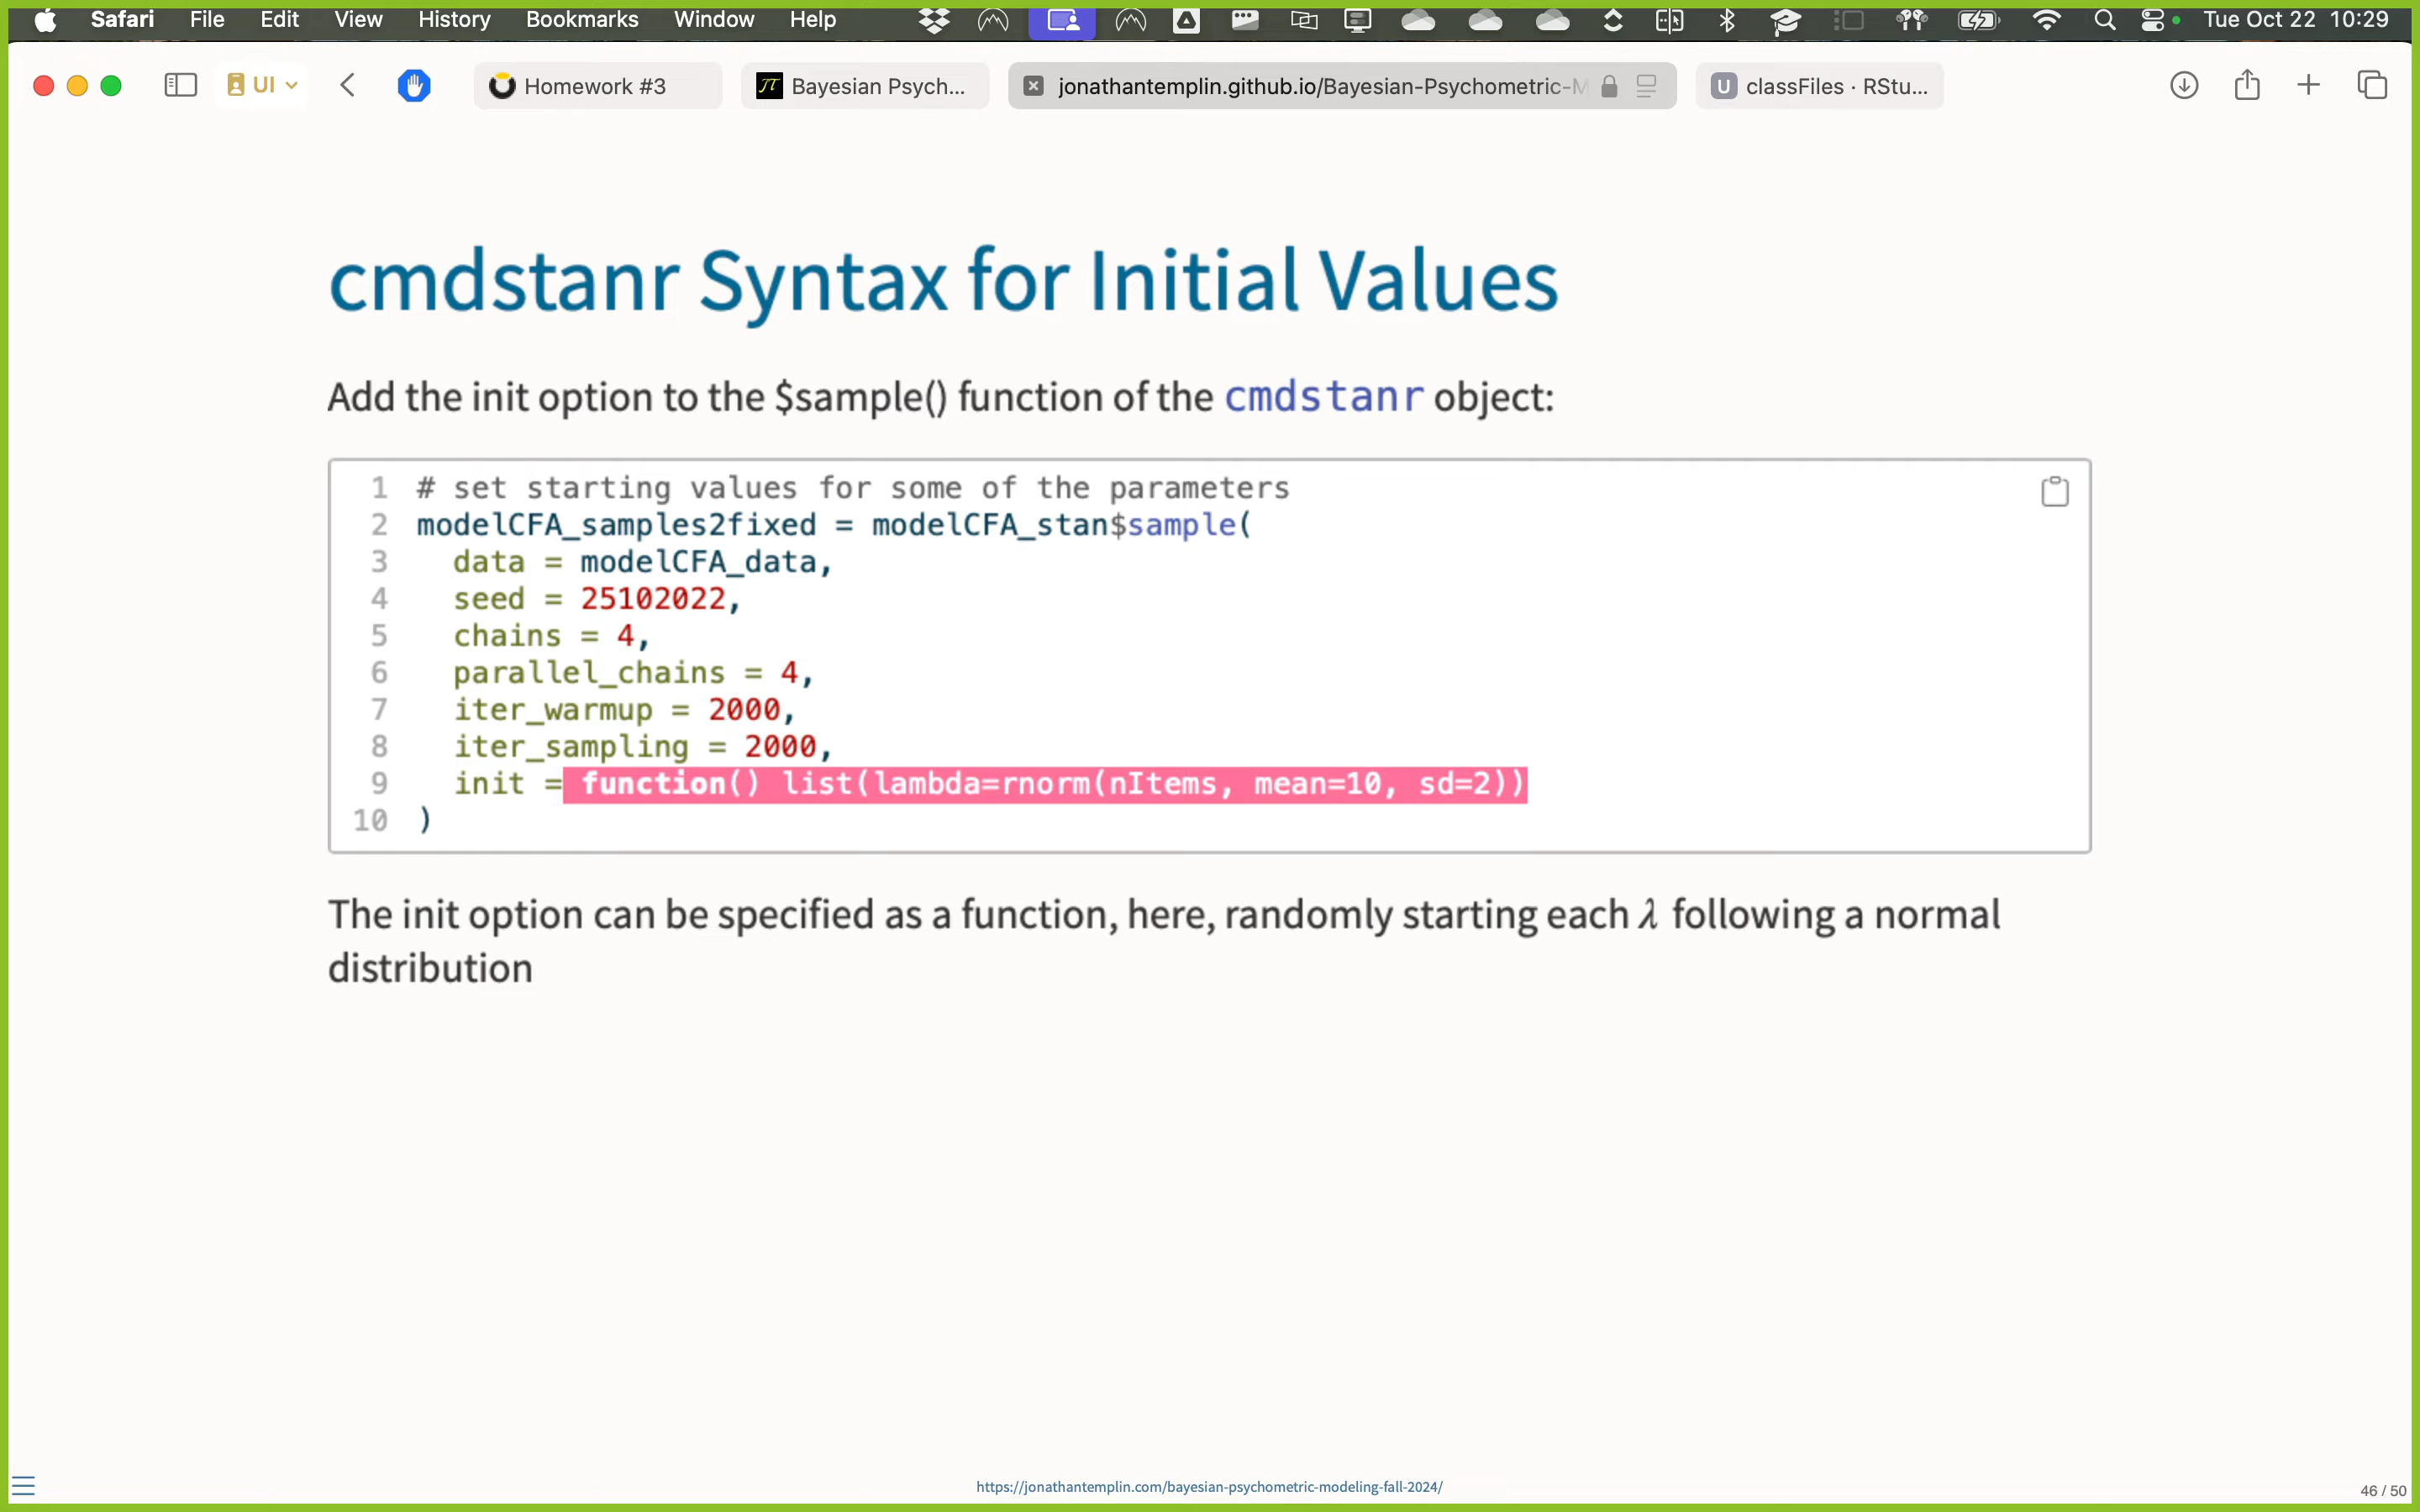 Safari File Edit View History Bookmarks Window Help Tue Oct 22 10:29
UI Homework #3 Bayesian Psych... jonathantemplin.github.io/Bayesian-Psychometric-M classFiles · RStu...
cmdstanr Syntax for Initial Values
Add the init option to the $sample() function of the cmdstanr object:
1 # set starting values for some of the parameters
2 modelCFA_samples2fixed = modelCFA_stan$sample(
3 data = modelCFA_data,
4 seed = 25102022,
5 chains = 4,
6 parallel_chains = 4,
7 iter_warmup = 2000,
8 iter_sampling = 2000,
9 init = function() list(lambda=rnorm(nItems, mean=10, sd=2))
10 )
The init option can be specified as a function, here, randomly starting each λ following a normal
distribution
https://jonathantemplin.com/bayesian-psychometric-modeling-fall-2024/
46 / 50